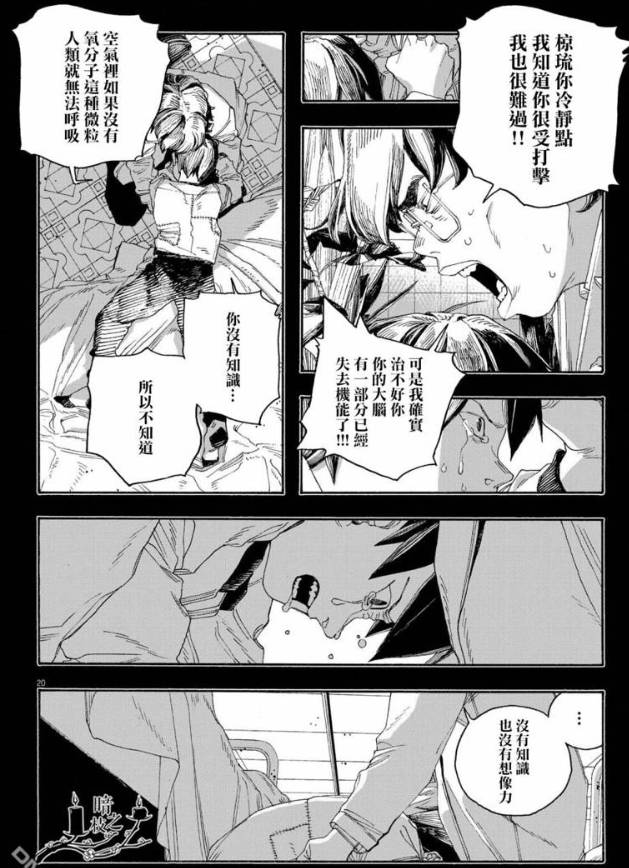 椋琉你冷靜點
我知道你很受打擊
我也很難過!!
可是我確實
治不好你
你的大腦
有一部分已經
失去機能了!!!
空氣裡如果沒有
氧分子這種微粒
人類就無法呼吸
你沒有知識…
所以不知道
…
沒有知識
也沒有想像力
20
暗之枝